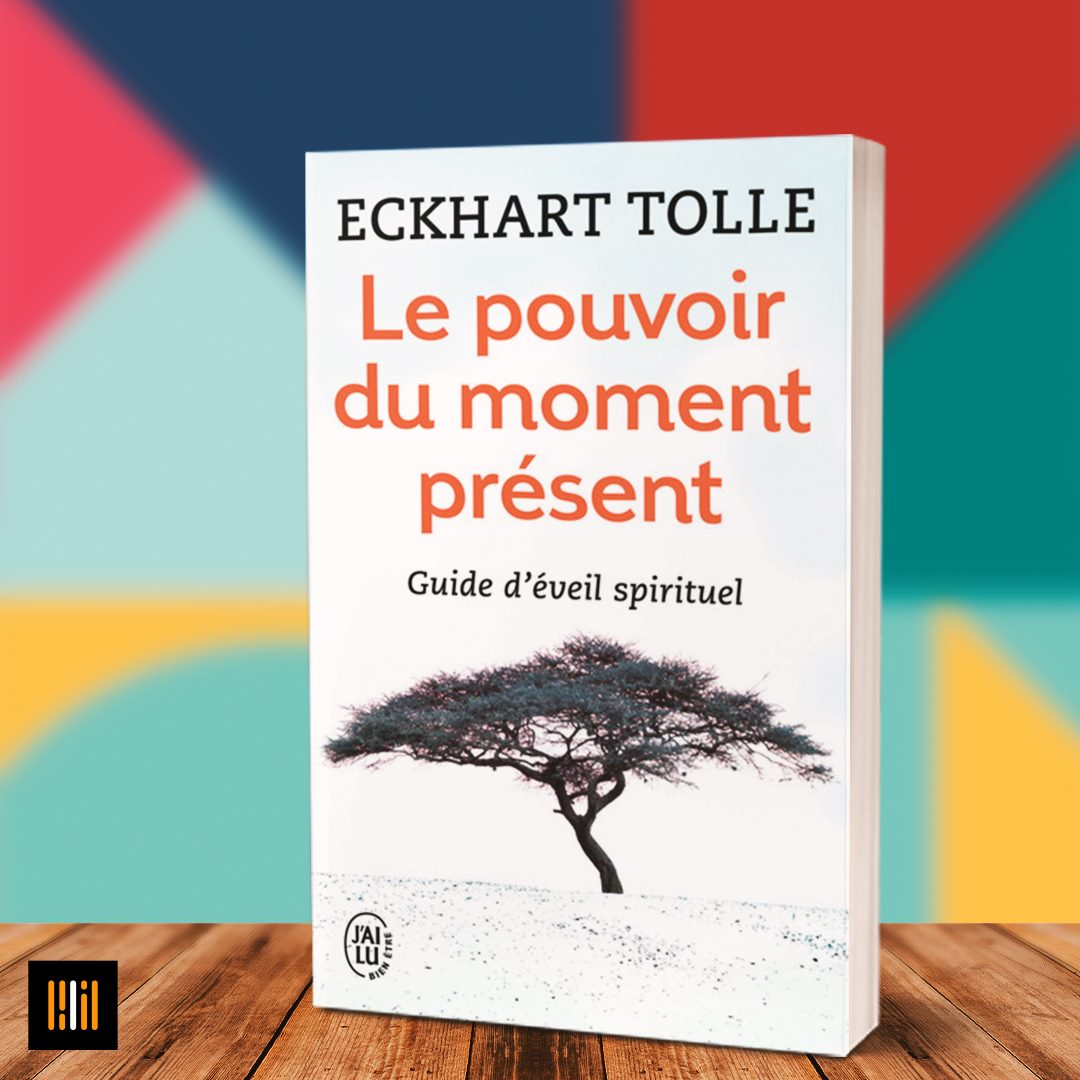 ECKHART TOLLE
Le pouvoir
du moment
présent
Guide d'éveil spirituel
J'AI
LU
BIEN ÊTRE